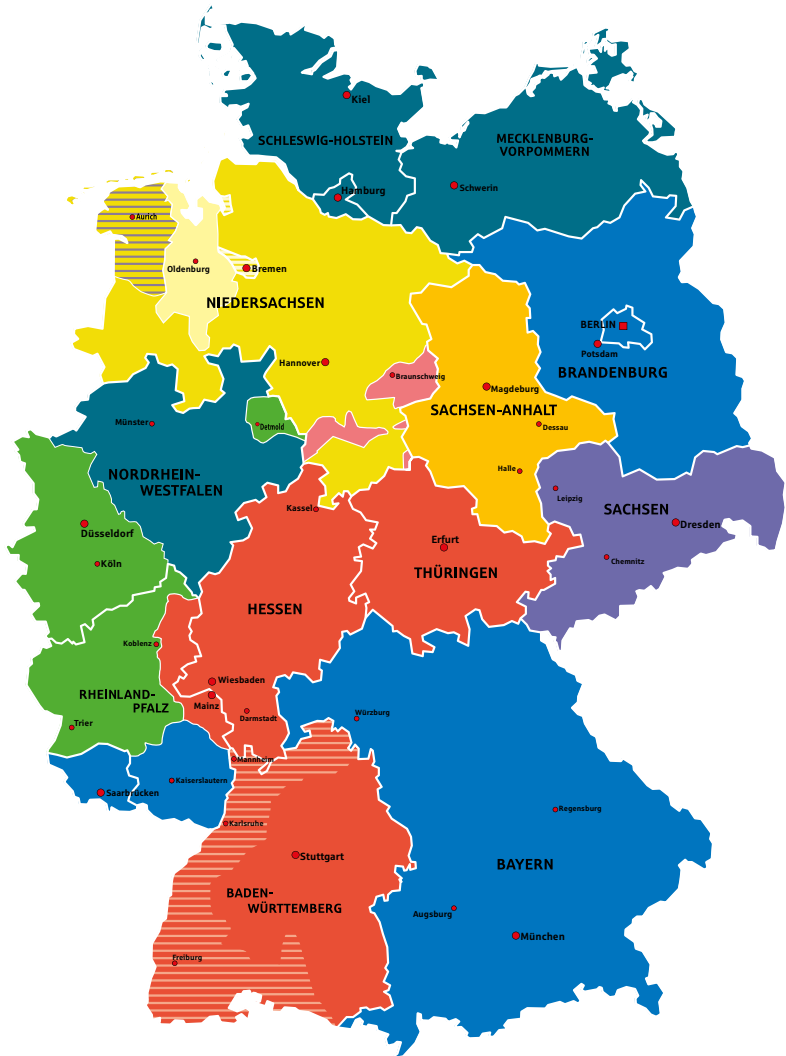 Kiel
SCHLESWIG-HOLSTEIN
MECKLENBURG-
VORPOMMERN
Hamburg
Schwerin
Aurich
Oldenburg
Bremen
NIEDERSACHSEN
BERLIN
Potsdam
BRANDENBURG
Hannover
Braunschweig
Magdeburg
SACHSEN-ANHALT
Dessau
Münster
Detmold
NORDRHEIN-
WESTFALEN
Halle
Leipzig
Kassel
SACHSEN
Dresden
Düsseldorf
Erfurt
Köln
THÜRINGEN
Chemnitz
HESSEN
Koblenz
Wiesbaden
RHEINLAND-
PFALZ
Mainz
Darmstadt
Würzburg
Trier
Mannheim
Kaiserslautern
Saarbrücken
Karlsruhe
Regensburg
Stuttgart
BAYERN
BADEN-
WÜRTTEMBERG
Augsburg
München
Freiburg